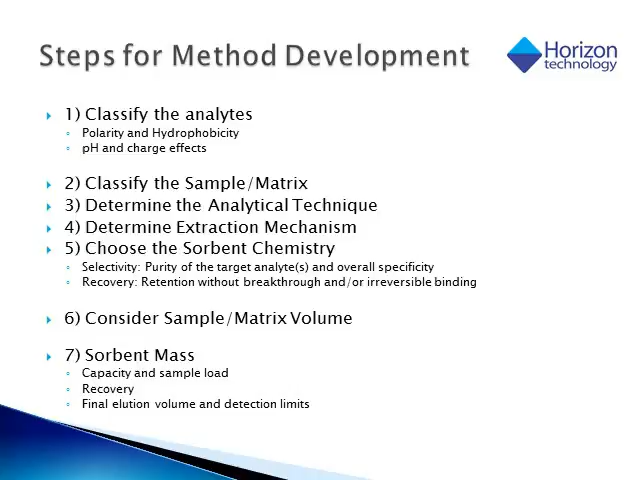 Steps for Method Development
Horizon
technology
1) Classify the analytes
Polarity and Hydrophobicity
pH and charge effects
2) Classify the Sample/Matrix
3) Determine the Analytical Technique
4) Determine Extraction Mechanism
5) Choose the Sorbent Chemistry
Selectivity: Purity of the target analyte(s) and overall specificity
Recovery: Retention without breakthrough and/or irreversible binding
6) Consider Sample/Matrix Volume
7) Sorbent Mass
Capacity and sample load
Recovery
Final elution volume and detection limits